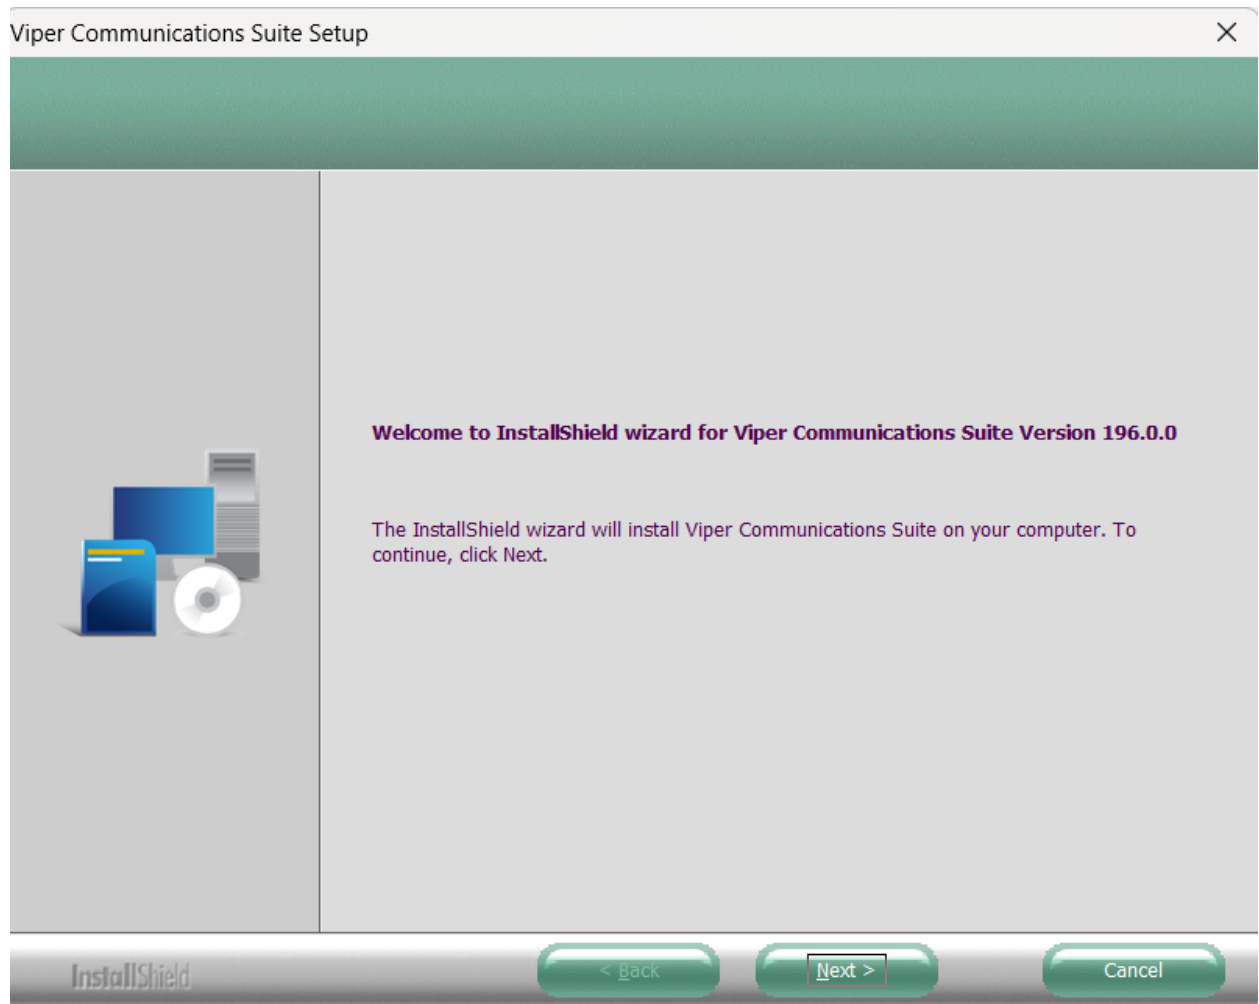 Viper Communications Suite Setup
Welcome to InstallShield wizard for Viper Communications Suite Version 196.0.0
The InstallShield wizard will install Viper Communications Suite on your computer. To
continue, click Next.
InstallShield
< Back
Next >
Cancel